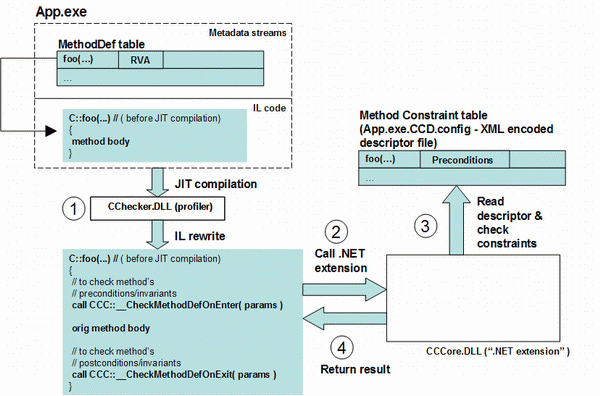 App.exe
Metadata streams
MethodDef table
foo(...) RVA
...
IL code
C::foo(...) // ( before JIT compilation)
{
method body
}
JIT compilation
1
CChecker.DLL (profiler)
IL rewrite
C::foo(...) // ( before JIT compilation)
{
// to check method's
// preconditions/invariants
call CCC::__CheckMethodDefOnEnter( params )
orig method body
// to check method's
// postconditions/invariants
call CCC::__CheckMethodDefOnExit( params )
}
2
Call .NET
extension
4
Return result
Method Constraint table
(App.exe.CCD.config - XML encoded
descriptor file)
foo(...) Preconditions
...
3
Read
descriptor &
check
constraints
CCCore.DLL (".NET extension" )